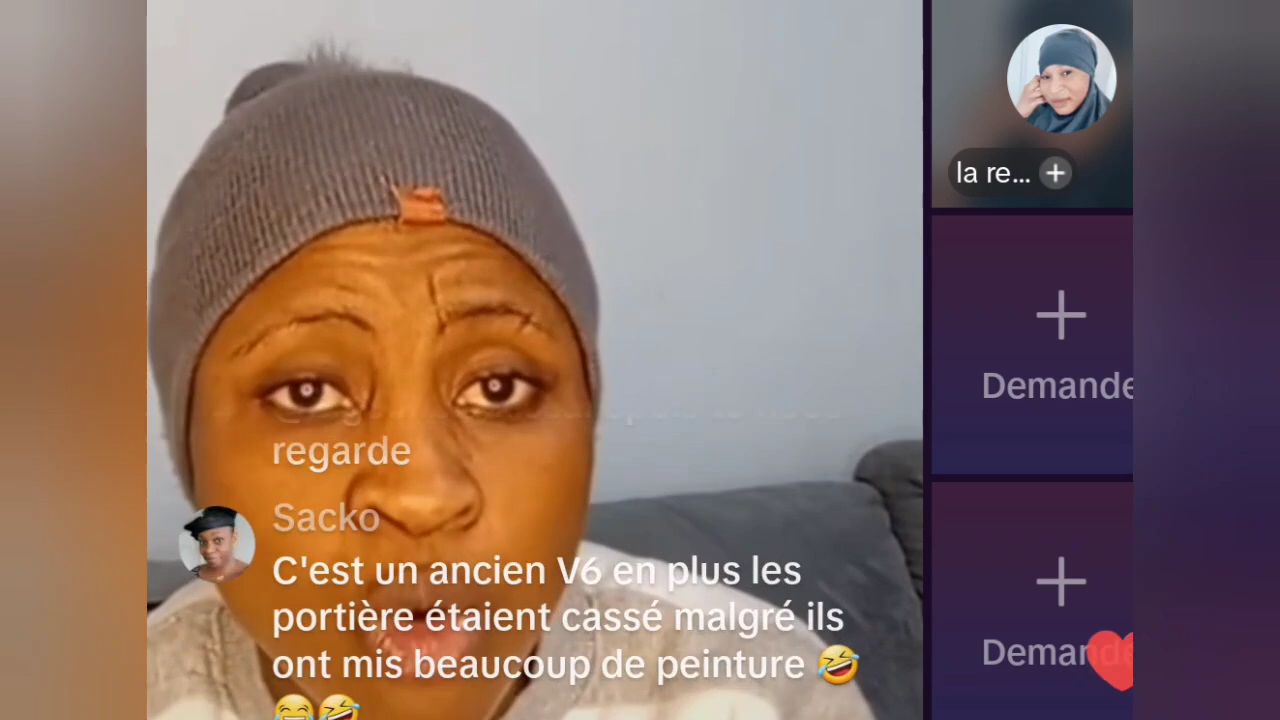 la re...
regarde
Sacko
C'est un ancien V6 en plus les
portière étaient cassé malgré ils
ont mis beaucoup de peinture 🤣
😂🤣
Demande
Demande